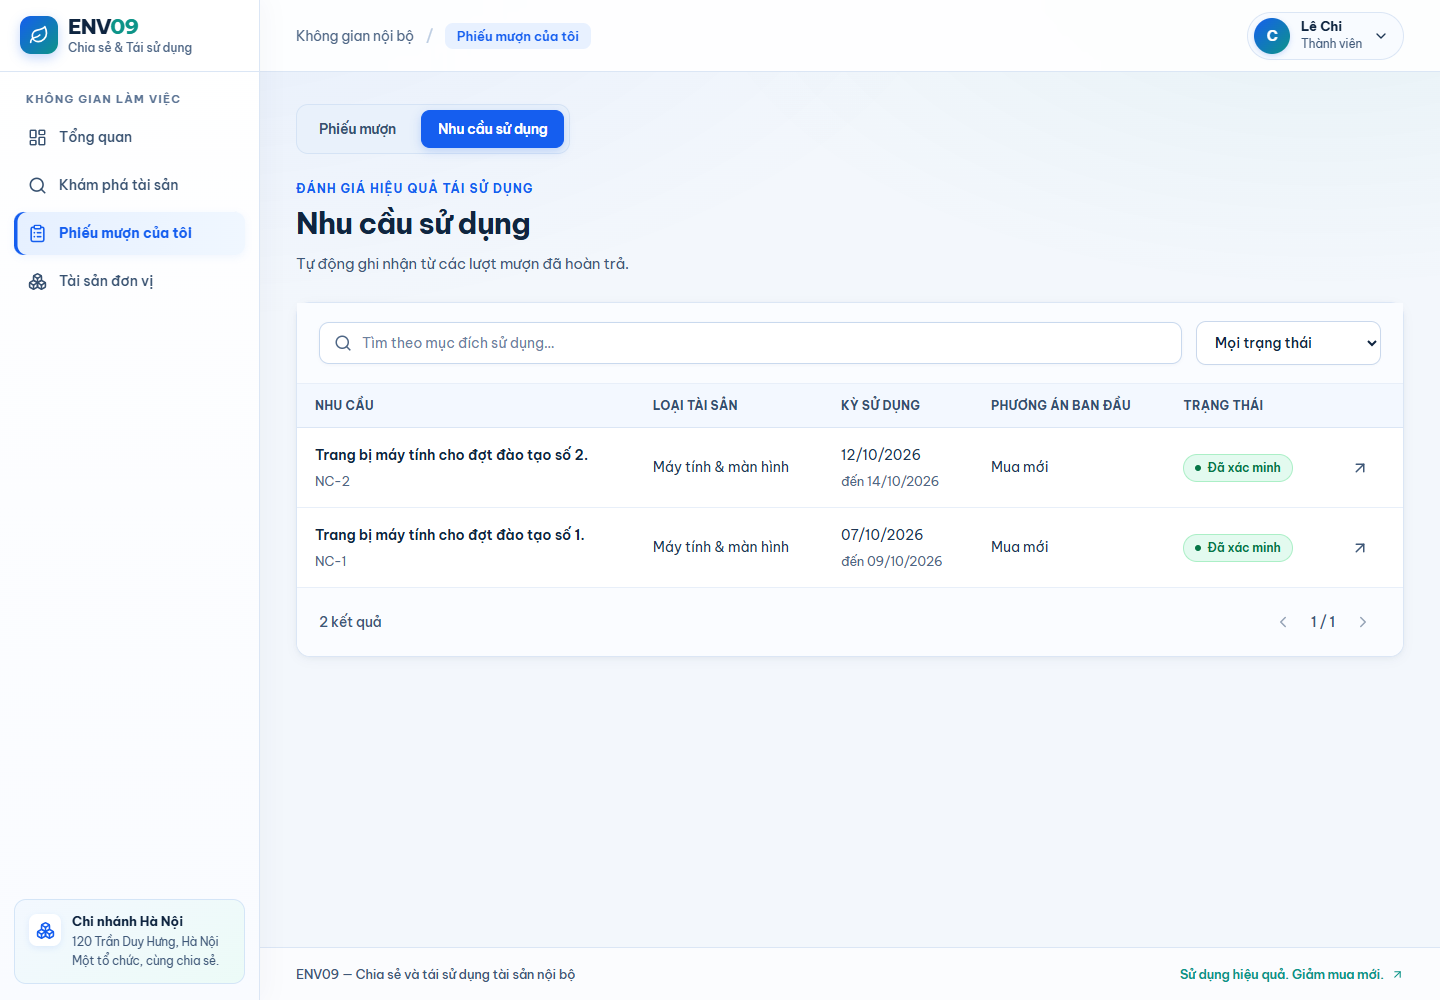 ENV09
Chia sẻ & Tái sử dụng
KHÔNG GIAN LÀM VIỆC
Tổng quan
Khám phá tài sản
Phiếu mượn của tôi
Tài sản đơn vị
Chi nhánh Hà Nội
120 Trần Duy Hưng, Hà Nội
Một tổ chức, cùng chia sẻ.
Không gian nội bộ / Phiếu mượn của tôi
C
Lê Chi
Thành viên
Phiếu mượn
Nhu cầu sử dụng
ĐÁNH GIÁ HIỆU QUẢ TÁI SỬ DỤNG
Nhu cầu sử dụng
Tự động ghi nhận từ các lượt mượn đã hoàn trả.
Tìm theo mục đích sử dụng...
Mọi trạng thái
NHU CẦU LOẠI TÀI SẢN KỲ SỬ DỤNG PHƯƠNG ÁN BAN ĐẦU TRẠNG THÁI
Trang bị máy tính cho đợt đào tạo số 2.
NC-2
Máy tính & màn hình
12/10/2026
đến 14/10/2026
Mua mới
Đã xác minh
Trang bị máy tính cho đợt đào tạo số 1.
NC-1
Máy tính & màn hình
07/10/2026
đến 09/10/2026
Mua mới
Đã xác minh
2 kết quả
1 / 1
ENV09 — Chia sẻ và tái sử dụng tài sản nội bộ
Sử dụng hiệu quả. Giảm mua mới.